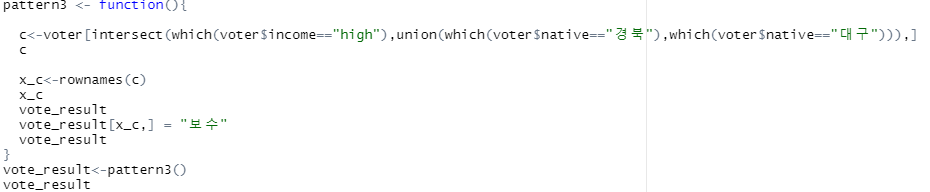 pattern3 <- function(){
c<-voter[intersect(which(voter$income=="high"),union(which(voter$native=="경북"),which(voter$native=="대구"))),]
c
x_c<-rownames(c)
x_c
vote_result
vote_result[x_c,] = "보수"
vote_result
}
vote_result<-pattern3()
vote_result